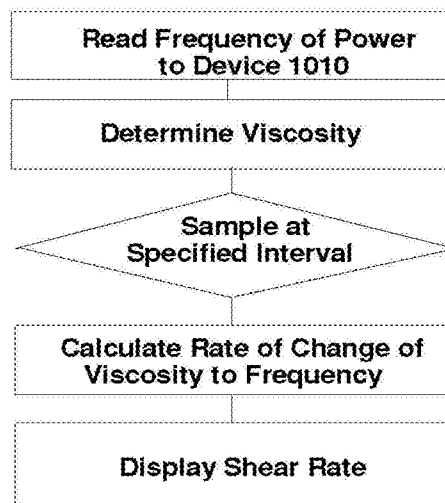 Read Frequency of Power
to Device 1010
Determine Viscosity
Sample at
Specified Interval
Calculate Rate of Change of
Viscosity to Frequency
Display Shear Rate